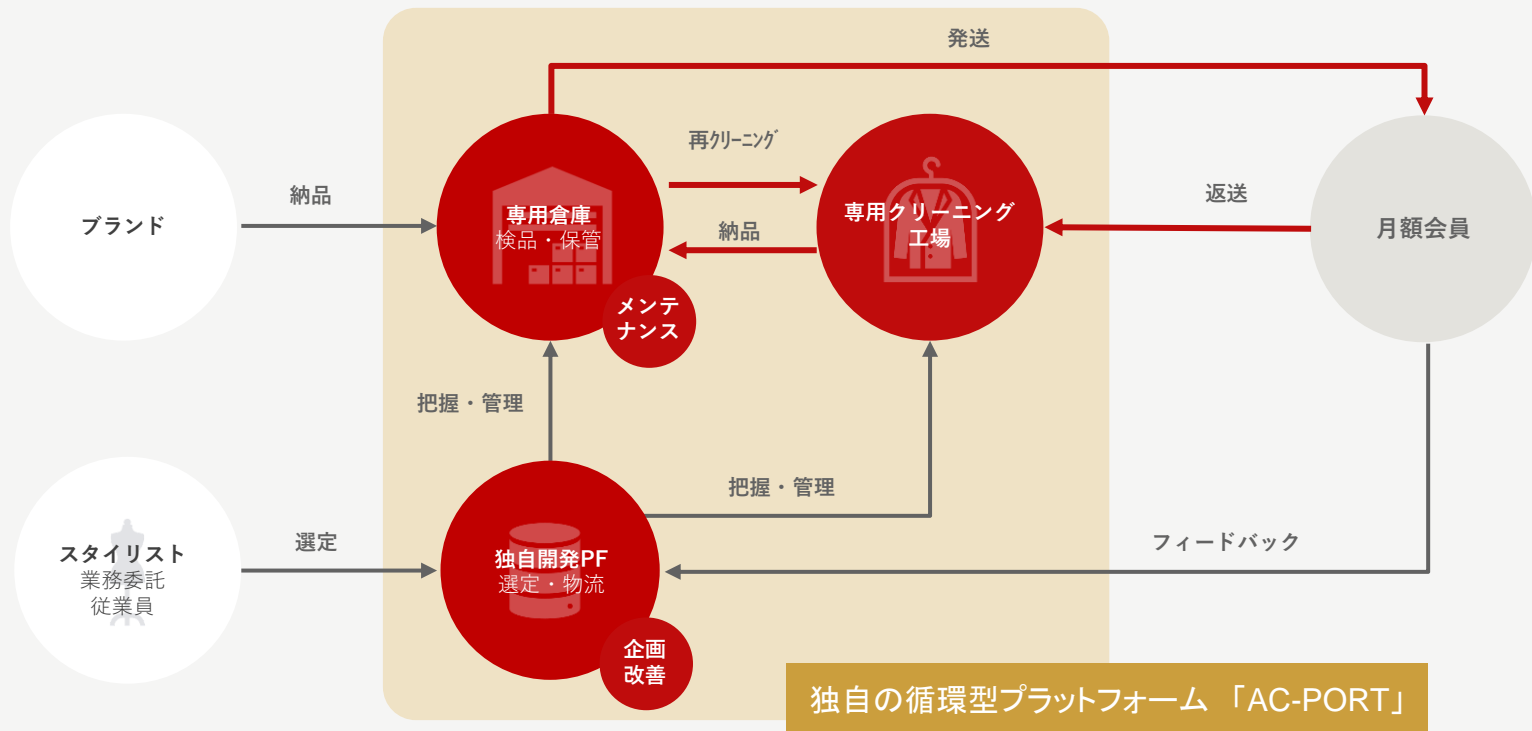 発送
再ｸﾘｰﾆﾝｸﾞ
納品
ブランド
専用倉庫
検品・保管
納品
専用クリーニング
工場
返送
月額会員
メンテ
ナンス
把握・管理
把握・管理
スタイリスト
業務委託
従業員
選定
独自開発PF
選定・物流
フィードバック
企画
改善
独自の循環型プラットフォーム 「AC-PORT」